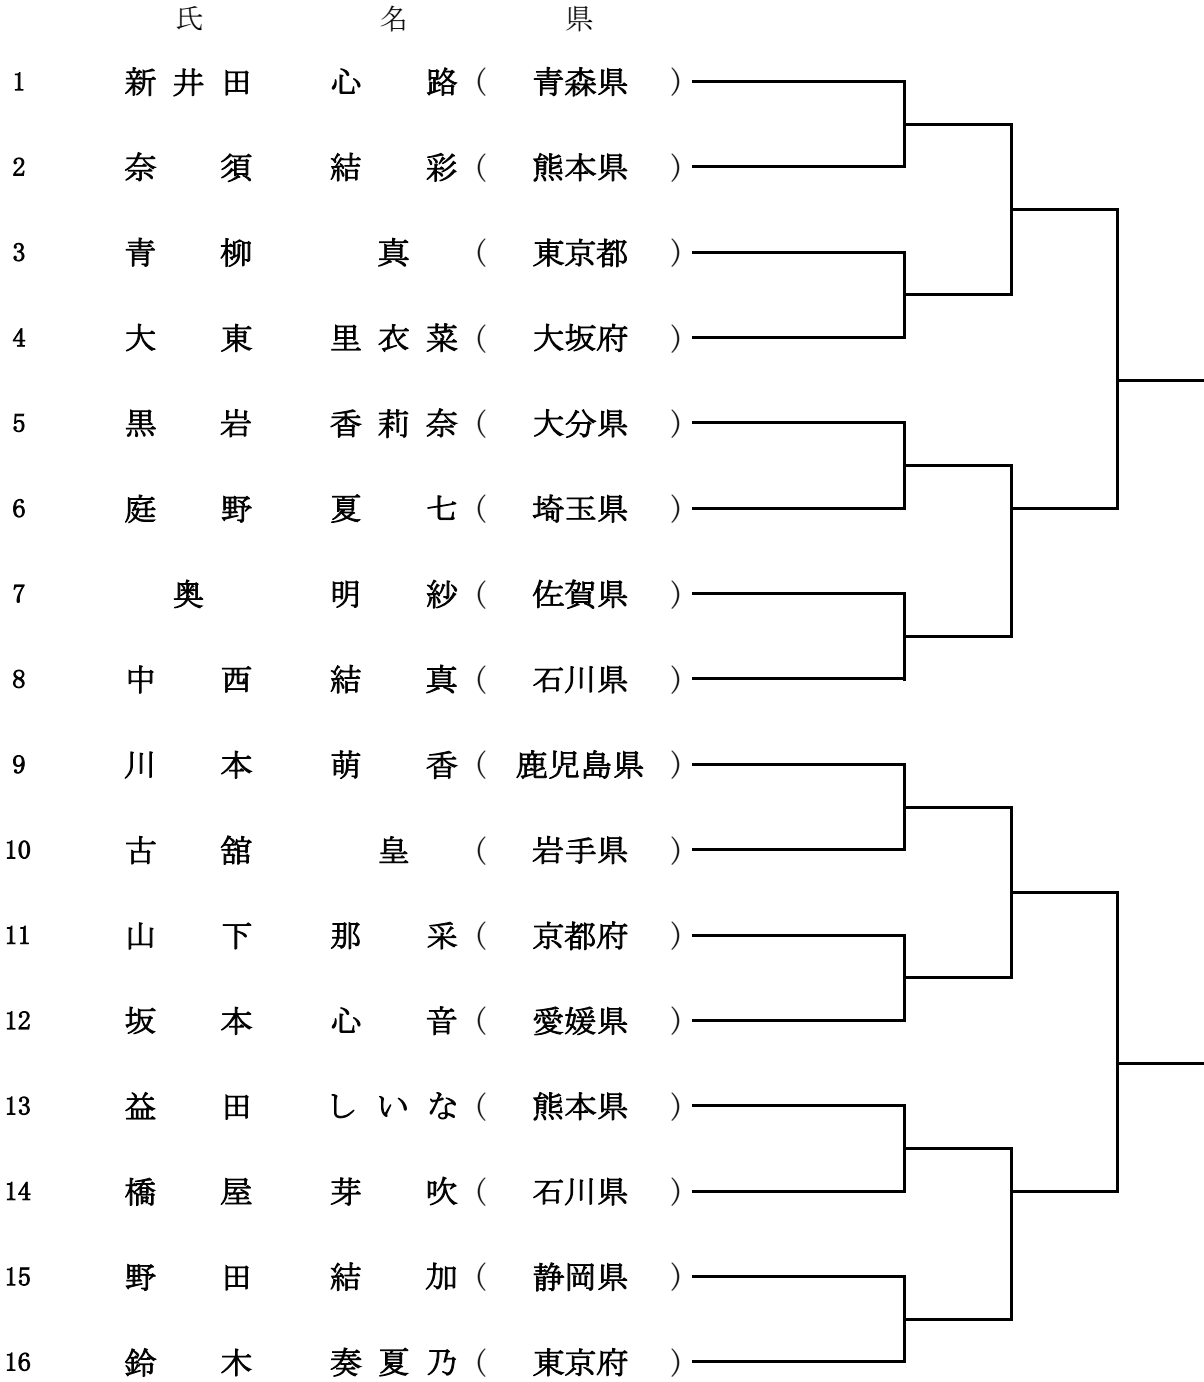 氏 名 県
1 新井田 心路 ( 青森県 )
2 奈須 結彩 ( 熊本県 )
3 青柳 真 ( 東京都 )
4 大東 里衣菜 ( 大坂府 )
5 黒岩 香莉奈 ( 大分県 )
6 庭野 夏七 ( 埼玉県 )
7 奥 明紗 ( 佐賀県 )
8 中西 結真 ( 石川県 )
9 川本 萌香 ( 鹿児島県 )
10 古舘 皇 ( 岩手県 )
11 山下 那采 ( 京都府 )
12 坂本 心音 ( 愛媛県 )
13 益田 しいな ( 熊本県 )
14 橋屋 芽吹 ( 石川県 )
15 野田 結加 ( 静岡県 )
16 鈴木 奏夏乃 ( 東京府 )